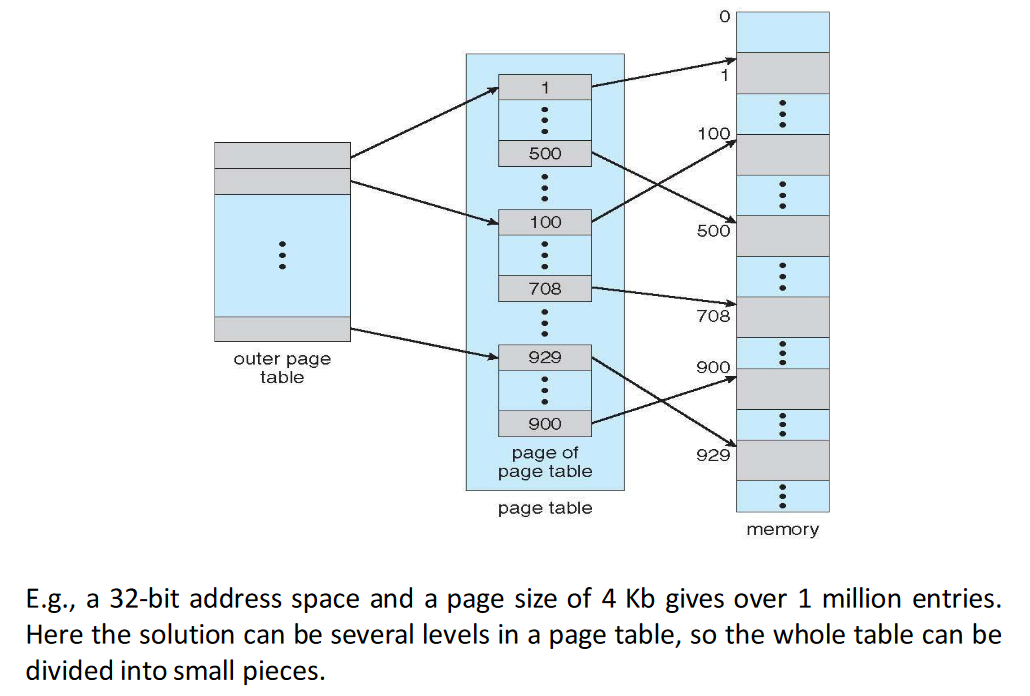 0
1
100
500
708
900
929
1
500
100
708
929
900
outer page
table
page of
page table
page table
memory
E.g., a 32-bit address space and a page size of 4 Kb gives over 1 million entries.
Here the solution can be several levels in a page table, so the whole table can be
divided into small pieces.